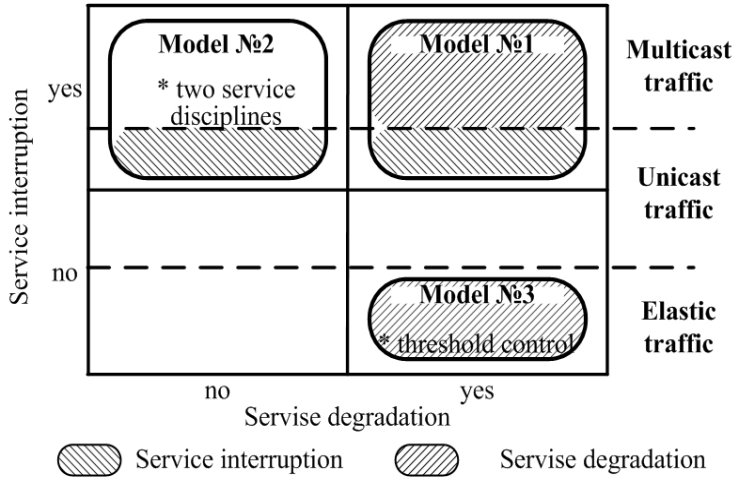 Model №2
Model №1
Multicast
traffic
* two service
disciplines
yes
Service interruption
Unicast
traffic
no
Model №3
* threshold control
Elastic
traffic
no
yes
Servise degradation
Service interruption
Servise degradation